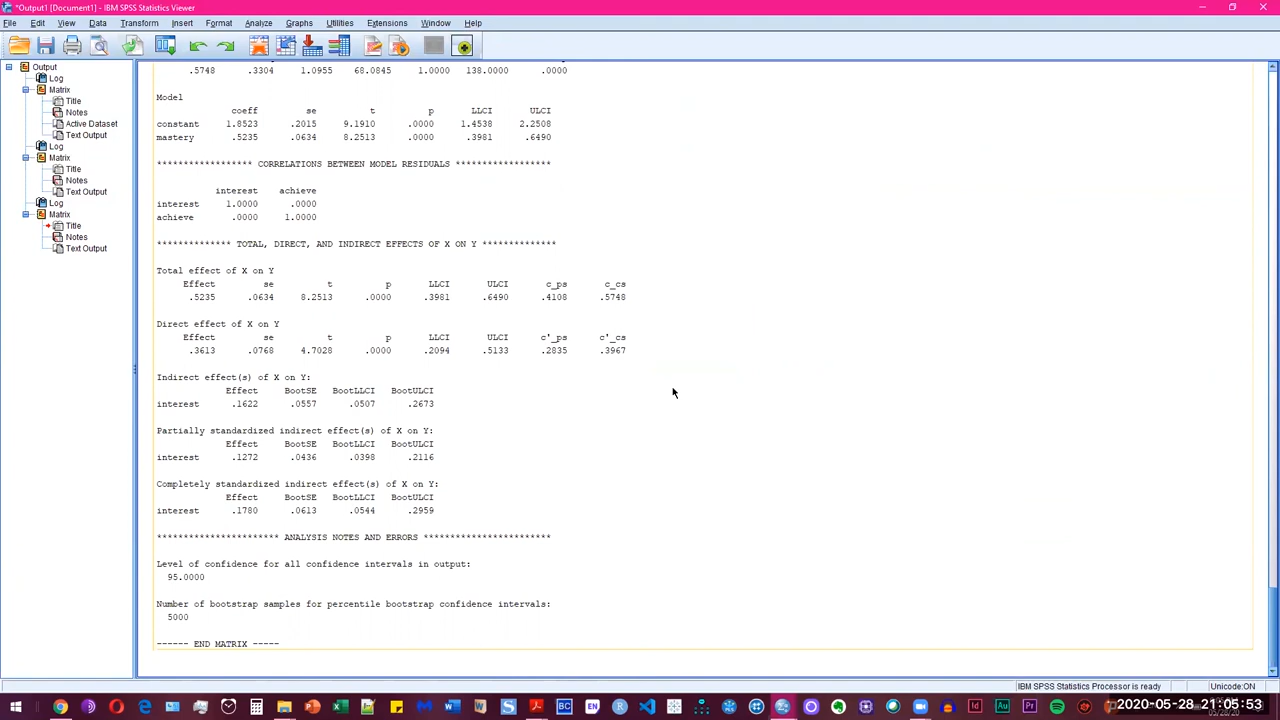 *Output1 [Document1] - IBM SPSS Statistics Viewer
File Edit View Data Transform Insert Format Analyze Graphs Utilities Extensions Window Help
Output
Log
Matrix
Title
Notes
Active Dataset
Text Output
Log
Matrix
Title
Notes
Text Output
Log
Matrix
Title
Notes
Text Output
.5748 .3304 1.0955 68.0845 1.0000 138.0000 .0000
Model
coeff se t p LLCI ULCI
constant 1.8523 .2015 9.1910 .0000 1.4538 2.2508
mastery .5235 .0634 8.2513 .0000 .3981 .6490
****************** CORRELATIONS BETWEEN MODEL RESIDUALS ******************
interest achieve
interest 1.0000 .0000
achieve .0000 1.0000
************** TOTAL, DIRECT, AND INDIRECT EFFECTS OF X ON Y **************
Total effect of X on Y
Effect se t p LLCI ULCI c_ps c_cs
.5235 .0634 8.2513 .0000 .3981 .6490 .4108 .5748
Direct effect of X on Y
Effect se t p LLCI ULCI c'_ps c'_cs
.3613 .0768 4.7028 .0000 .2094 .5133 .2835 .3967
Indirect effect(s) of X on Y:
Effect BootSE BootLLCI BootULCI
interest .1622 .0557 .0507 .2673
Partially standardized indirect effect(s) of X on Y:
Effect BootSE BootLLCI BootULCI
interest .1272 .0436 .0398 .2116
Completely standardized indirect effect(s) of X on Y:
Effect BootSE BootLLCI BootULCI
interest .1780 .0613 .0544 .2959
*********************** ANALYSIS NOTES AND ERRORS ************************
Level of confidence for all confidence intervals in output:
95.0000
Number of bootstrap samples for percentile bootstrap confidence intervals:
5000
------ END MATRIX -----
IBM SPSS Statistics Processor is ready Unicode:ON
2020-05-28 21:05:53